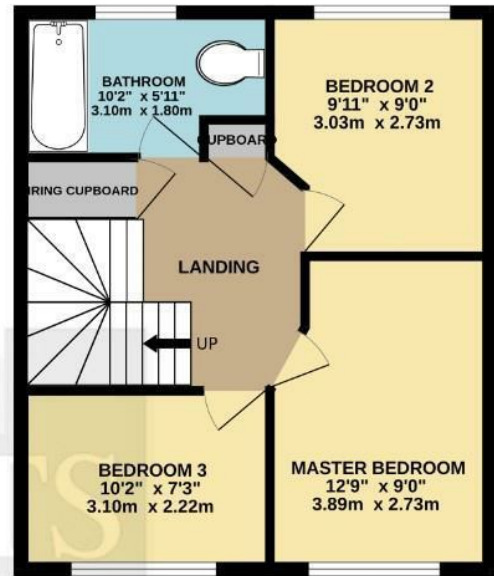 BATHROOM
10'2" x 5'11"
3.10m x 1.80m
BEDROOM 2
9'11" x 9'0"
3.03m x 2.73m
CUPBOARD
IRING CUPBOARD
LANDING
UP
BEDROOM 3
10'2" x 7'3"
3.10m x 2.22m
MASTER BEDROOM
12'9" x 9'0"
3.89m x 2.73m
TS